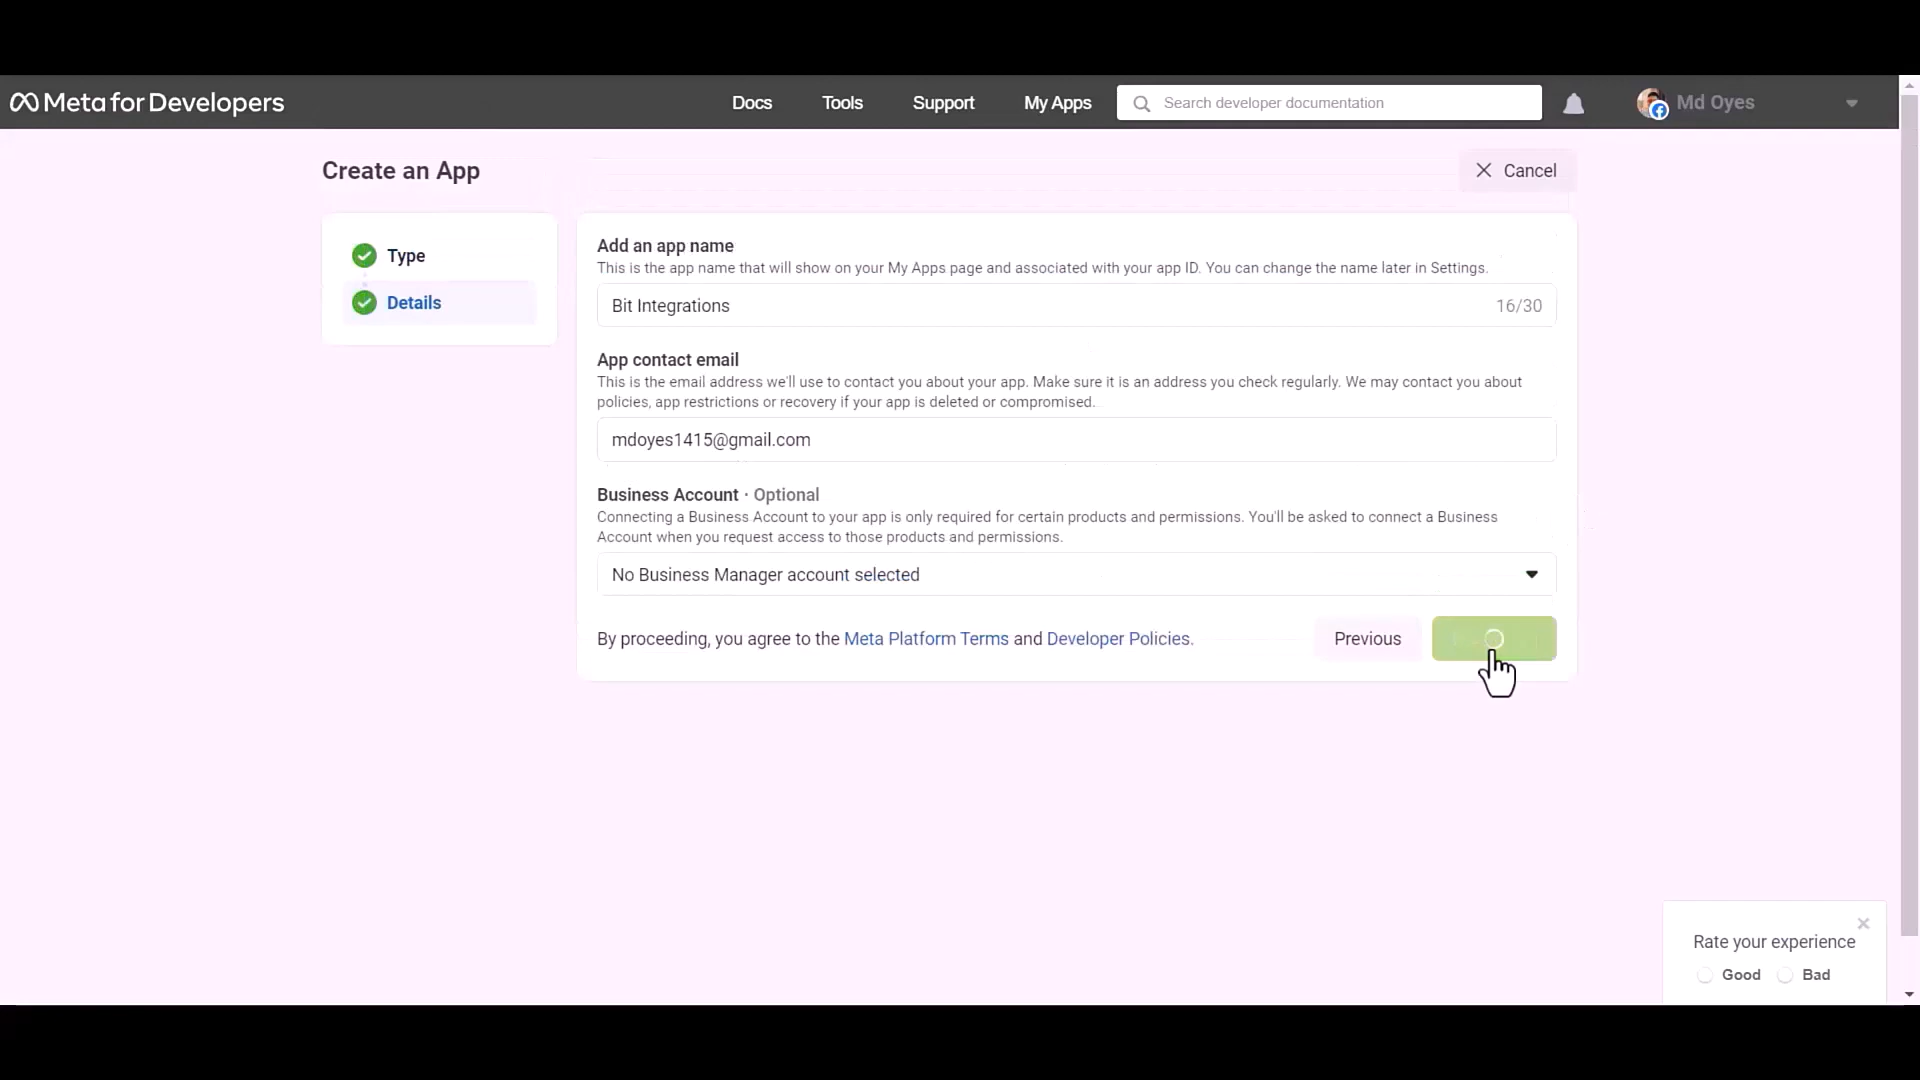 Meta for Developers
Docs
Tools
Support
My Apps
Search developer documentation
Md Oyes
Create an App
Cancel
Type
Details
Add an app name
This is the app name that will show on your My Apps page and associated with your app ID. You can change the name later in Settings.
Bit Integrations
16/30
App contact email
This is the email address we'll use to contact you about your app. Make sure it is an address you check regularly. We may contact you about
policies, app restrictions or recovery if your app is deleted or compromised.
mdoyes1415@gmail.com
Business Account · Optional
Connecting a Business Account to your app is only required for certain products and permissions. You'll be asked to connect a Business
Account when you request access to those products and permissions.
No Business Manager account selected
By proceeding, you agree to the Meta Platform Terms and Developer Policies.
Previous
Rate your experience
Good
Bad